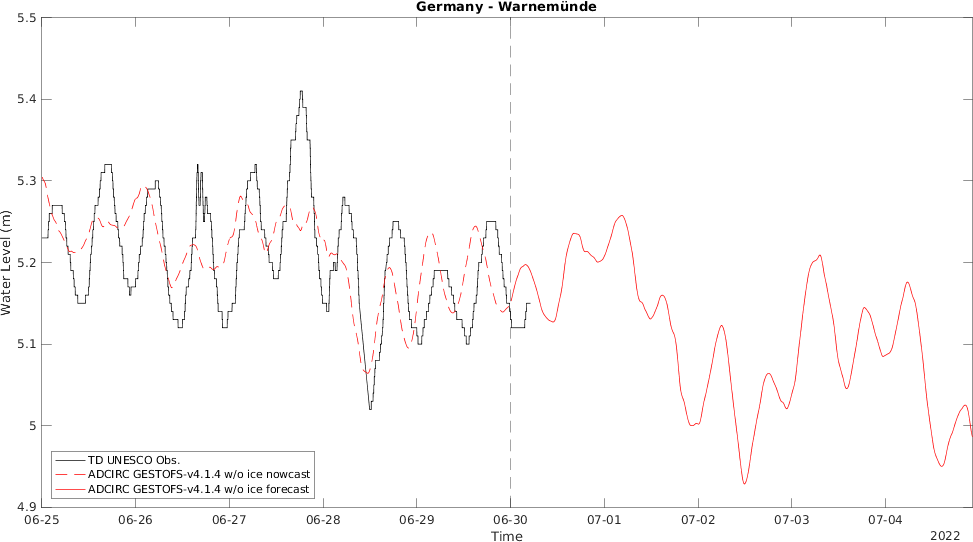 Germany - Warnemünde
5.5
5.4
5.3
5.2
5.1
5
4.9
Water Level (m)
TD UNESCO Obs.
ADCIRC GESTOFS-v4.1.4 w/o ice nowcast
ADCIRC GESTOFS-v4.1.4 w/o ice forecast
06-25 06-26 06-27 06-28 06-29 06-30 07-01 07-02 07-03 07-04
Time
2022